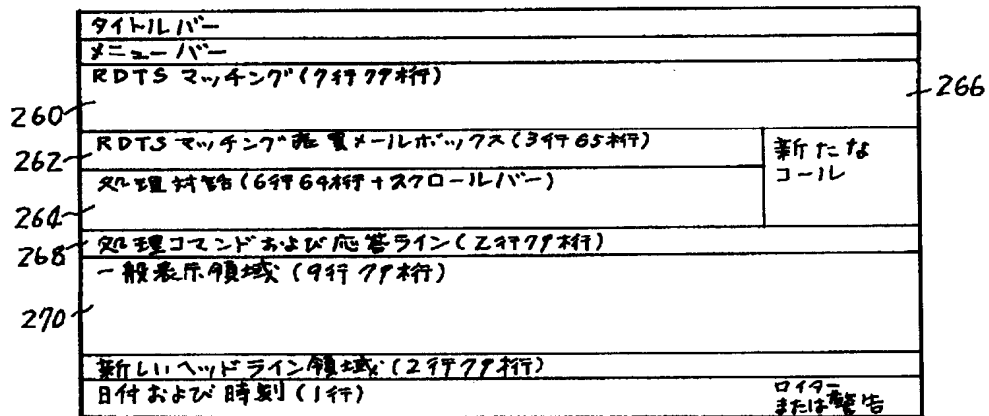 タイトルバー
メニューバー
RDTS マッチング(7行79桁)
266
260
RDTS マッチング装置メールボックス(3行65桁)
新たな
コール
262
処理対話(6行64桁+スクロールバー)
264
処理コマンドおよび応答ライン(2行79桁)
268
一般表示領域(9行79桁)
270
新しいヘッドライン領域(2行79桁)
日付および時刻(1行)
ロイター
または警告